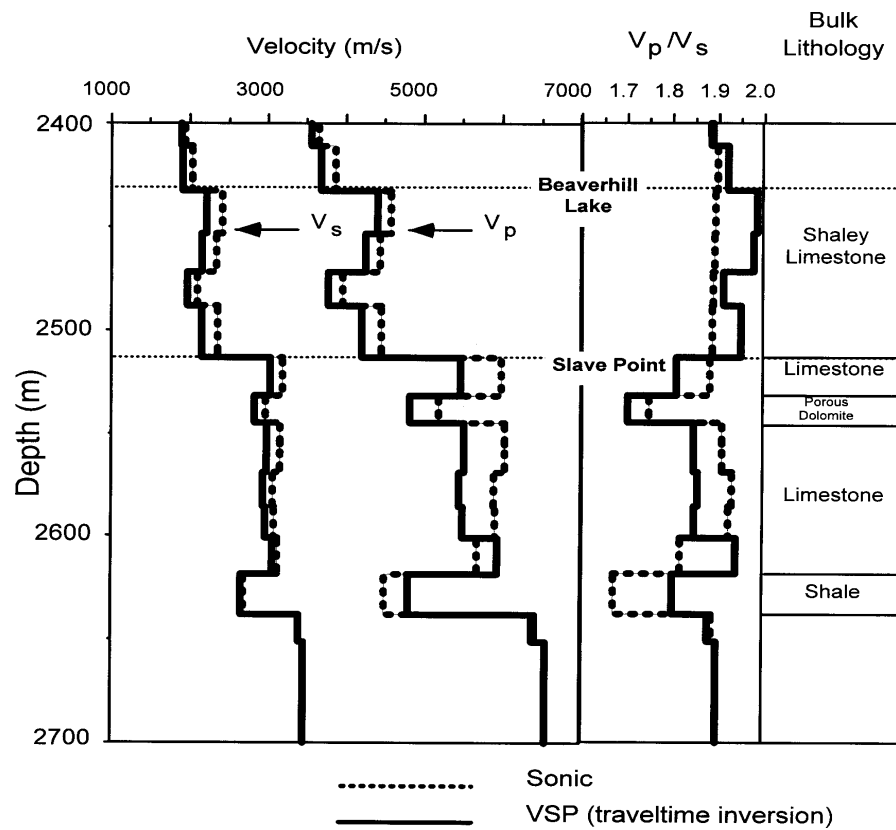 Velocity (m/s)
Vp/Vs
Bulk
Lithology
1000
3000
5000
7000
1.7
1.8
1.9
2.0
2400
2500
2600
2700
Depth (m)
Beaverhill
Lake
Vs
Vp
Slave Point
Shaley
Limestone
Limestone
Porous
Dolomite
Limestone
Shale
Sonic
VSP (traveltime inversion)